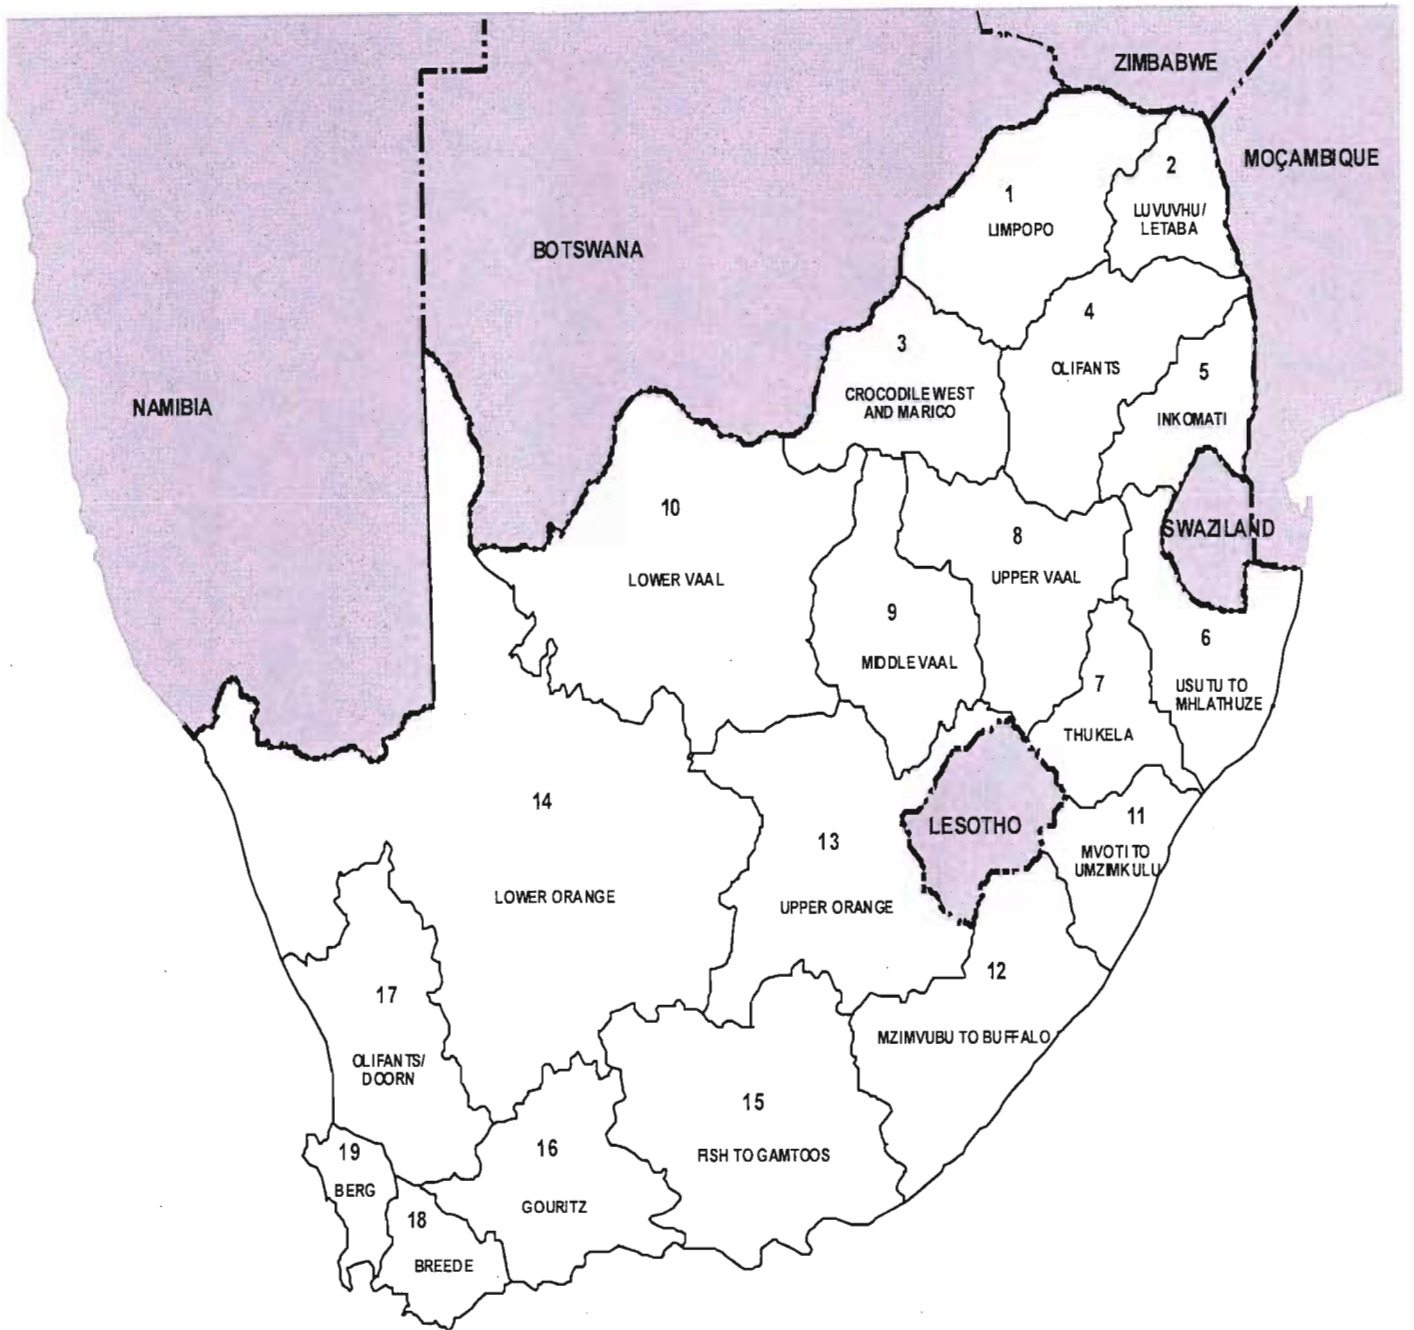 ZIMBABWE
MOÇAMBIQUE
2
LUVUVHU/
LETABA
1
LIMPOPO
BOTSWANA
4
OLIFANTS
3
CROCODILE WEST
AND MARICO
5
INKOMATI
NAMIBIA
10
LOWER VAAL
SWAZILAND
8
UPPER VAAL
9
MIDDLE VAAL
6
USUTU TO
MHLATHUZE
7
THUKELA
14
LOWER ORANGE
13
UPPER ORANGE
LESOTHO
11
MVOTI TO
UMZIMKULU
12
MZIMVUBU TO BUFFALO
17
OLIFANTS/
DOORN
15
FISH TO GAMTOOS
16
GOURITZ
19
BERG
18
BREEDE